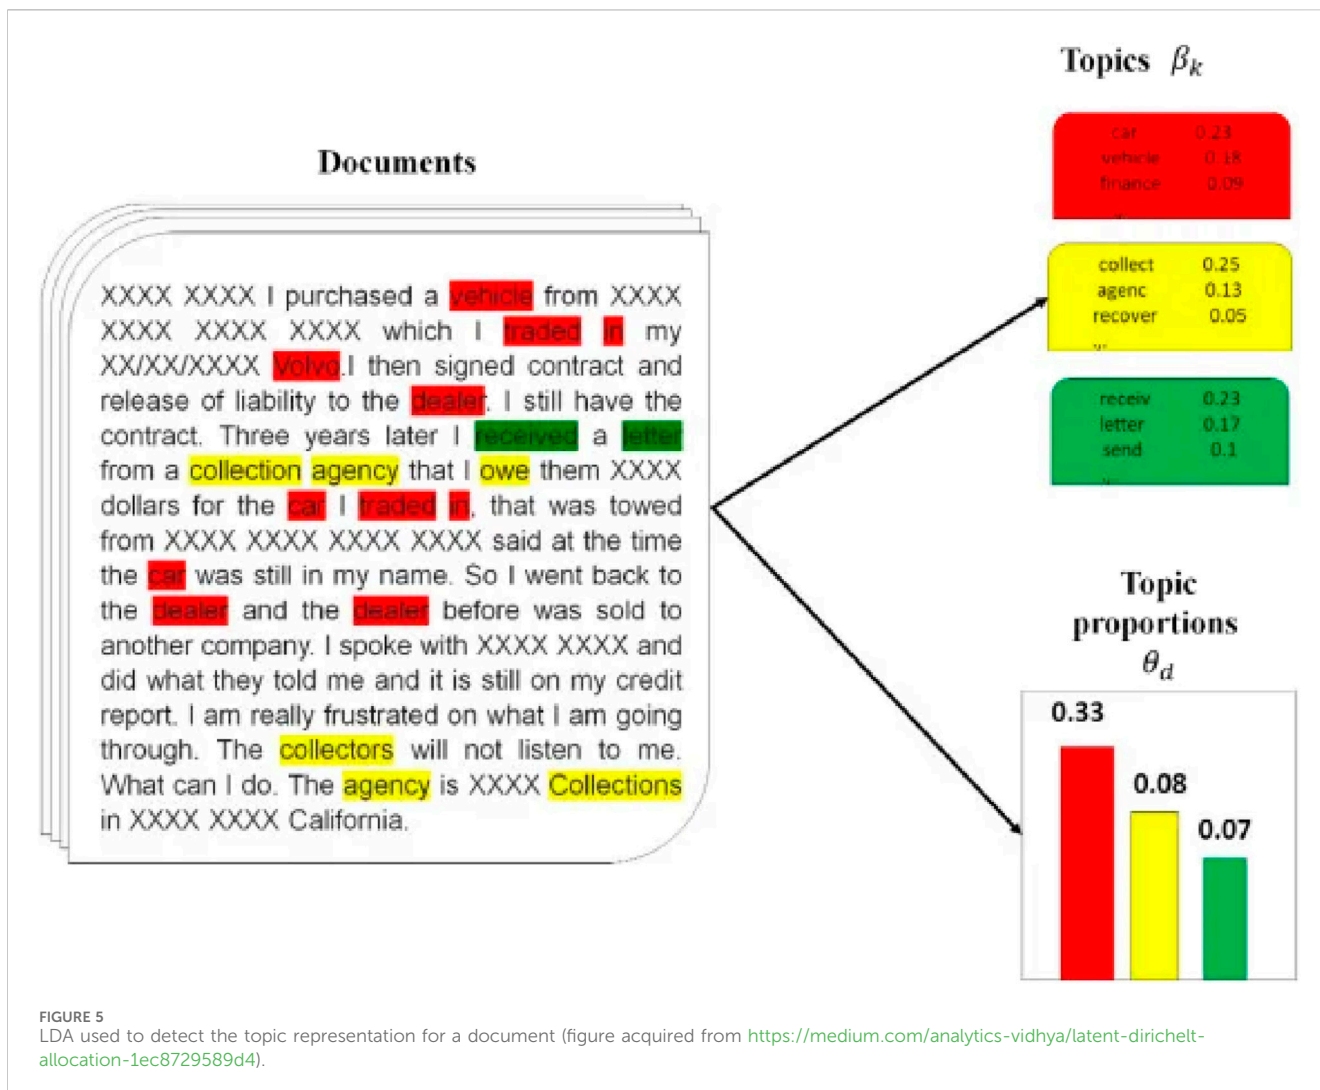 Documents
XXXX XXXX I purchased a vehicle from XXXX
XXXX XXXX XXXX which I traded in my
XX/XX/XXXX Volvo.I then signed contract and
release of liability to the dealer. I still have the
contract. Three years later I received a letter
from a collection agency that I owe them XXXX
dollars for the car I traded in, that was towed
from XXXX XXXX XXXX XXXX said at the time
the car was still in my name. So I went back to
the dealer and the dealer before was sold to
another company. I spoke with XXXX XXXX and
did what they told me and it is still on my credit
report. I am really frustrated on what I am going
through. The collectors will not listen to me.
What can I do. The agency is XXXX Collections
in XXXX XXXX California.
Topics βk
car 0.23
vehicle 0.18
finance 0.09
collect 0.25
agenc 0.13
recover 0.05
receiv 0.23
letter 0.17
send 0.1
Topic
proportions
θd
0.33
0.08
0.07
FIGURE 5
LDA used to detect the topic representation for a document (figure acquired from https://medium.com/analytics-vidhya/latent-dirichelt-
allocation-1ec8729589d4).